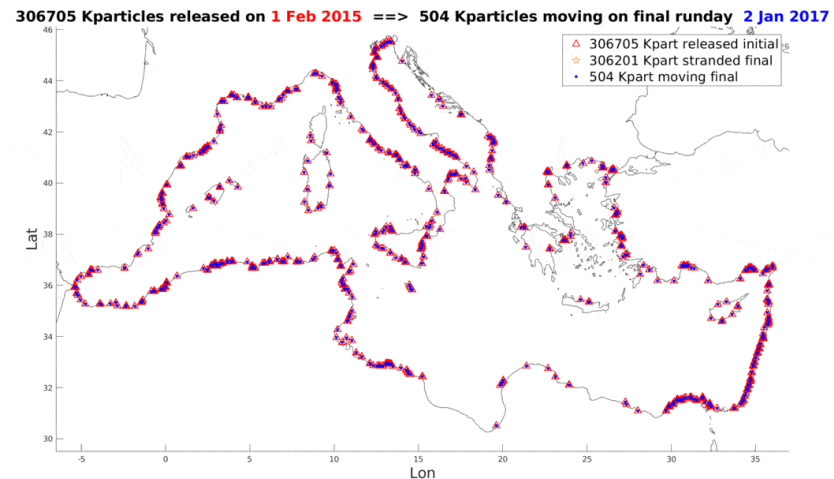 306705 Kparticles released on 1 Feb 2015 ==> 504 Kparticles moving on final runday 2 Jan 2017
306705 Kpart released initial
306201 Kpart stranded final
504 Kpart moving final
46
44
42
40
38
36
34
32
30
Lat
-5 0 5 10 15 20 25 30 35
Lon